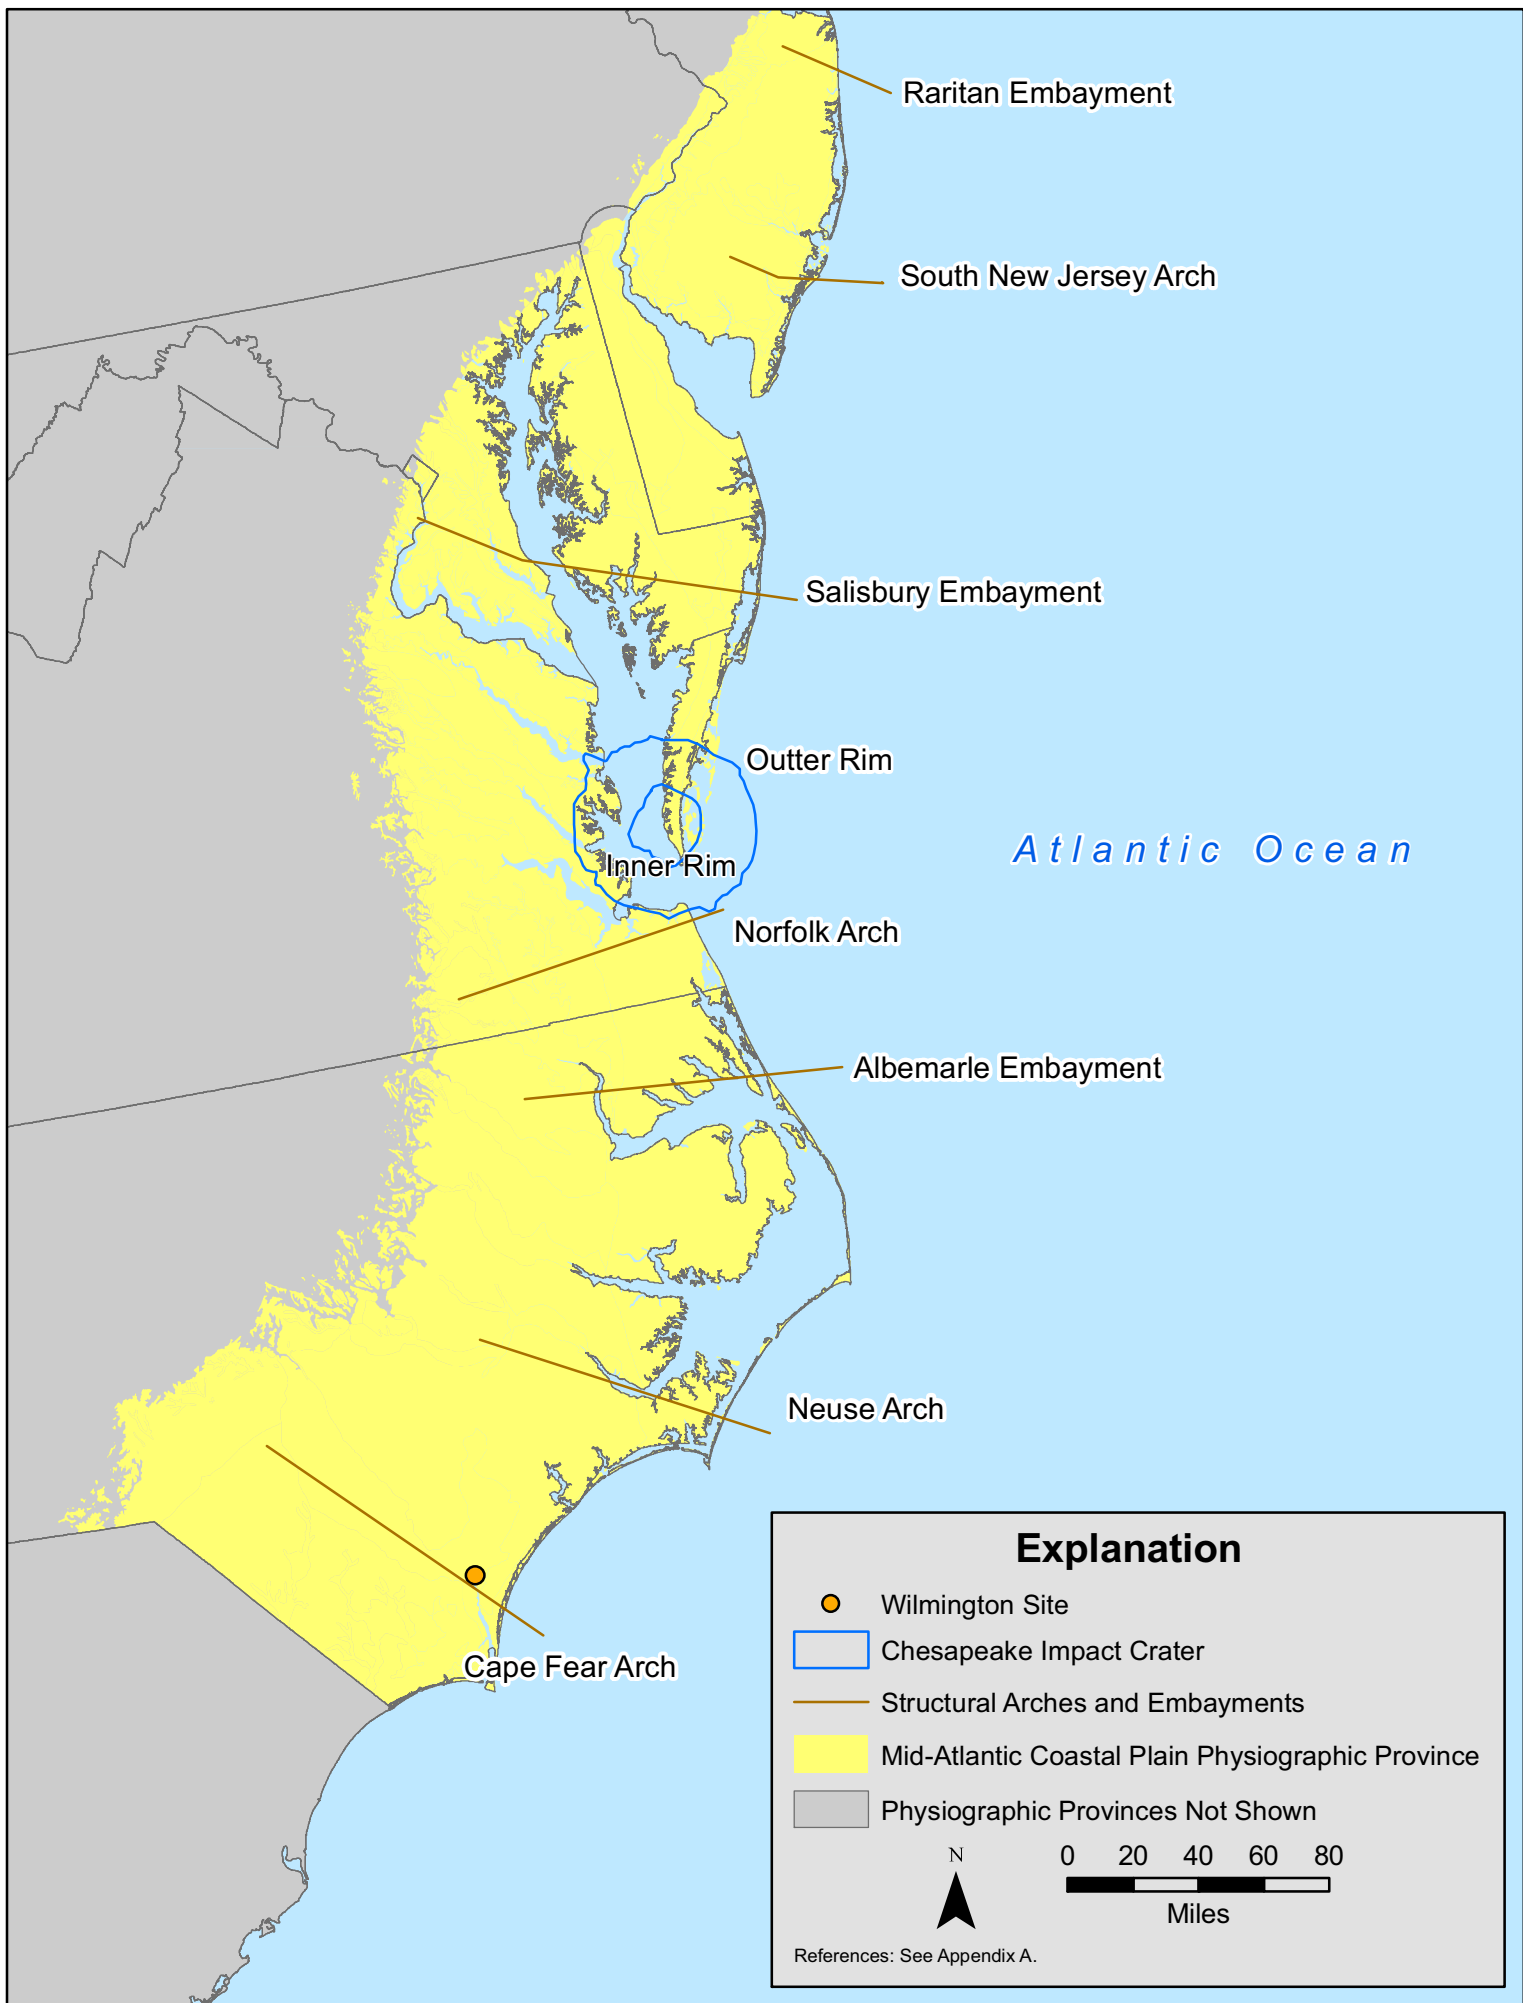 Raritan Embayment
South New Jersey Arch
Salisbury Embayment
Outter Rim
Atlantic Ocean
Inner Rim
Norfolk Arch
Albemarle Embayment
Neuse Arch
Cape Fear Arch
Explanation
Wilmington Site
Chesapeake Impact Crater
Structural Arches and Embayments
Mid-Atlantic Coastal Plain Physiographic Province
Physiographic Provinces Not Shown
N
0 20 40 60 80
Miles
References: See Appendix A.